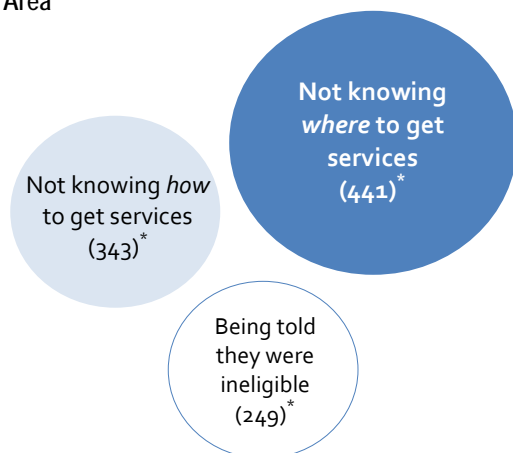 Area
Not knowing
where to get
services
(441)*
Not knowing how
to get services
(343)*
Being told
they were
ineligible
(249)*